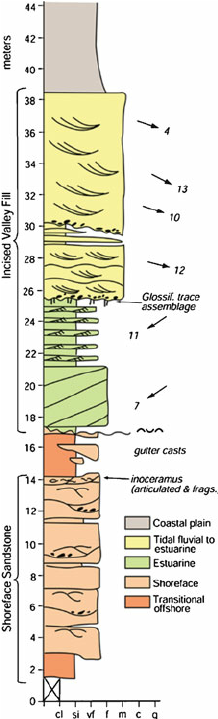 44
meters
42
40
38
36
4
34
13
32
10
30
Incised Valley Fill
28
12
26
Glossif. trace
assemblage
24
11
22
20
7
18
16
gutter casts
14
inoceramus
(articulated & frags.)
12
Shoreface Sandstone
10
Coastal plain
Tidal fluvial to
estuarine
8
Estuarine
6
Shoreface
4
Transitional
offshore
2
0
cl si vf f m c g